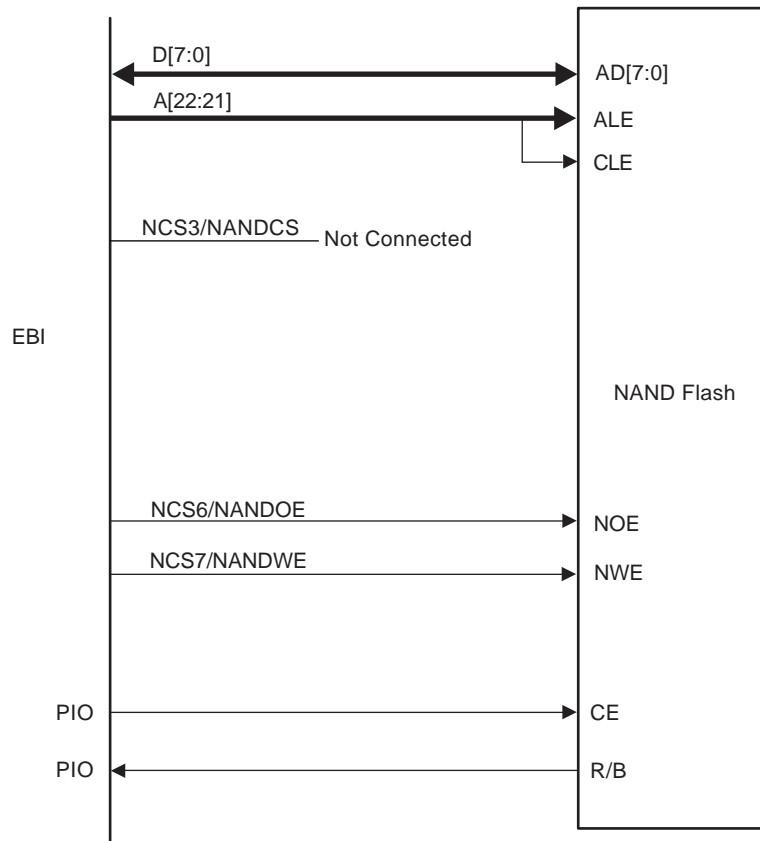 D[7:0]
AD[7:0]
A[22:21]
ALE
CLE
NCS3/NANDCS
Not Connected
EBI
NAND Flash
NCS6/NANDOE
NOE
NCS7/NANDWE
NWE
PIO
CE
PIO
R/B